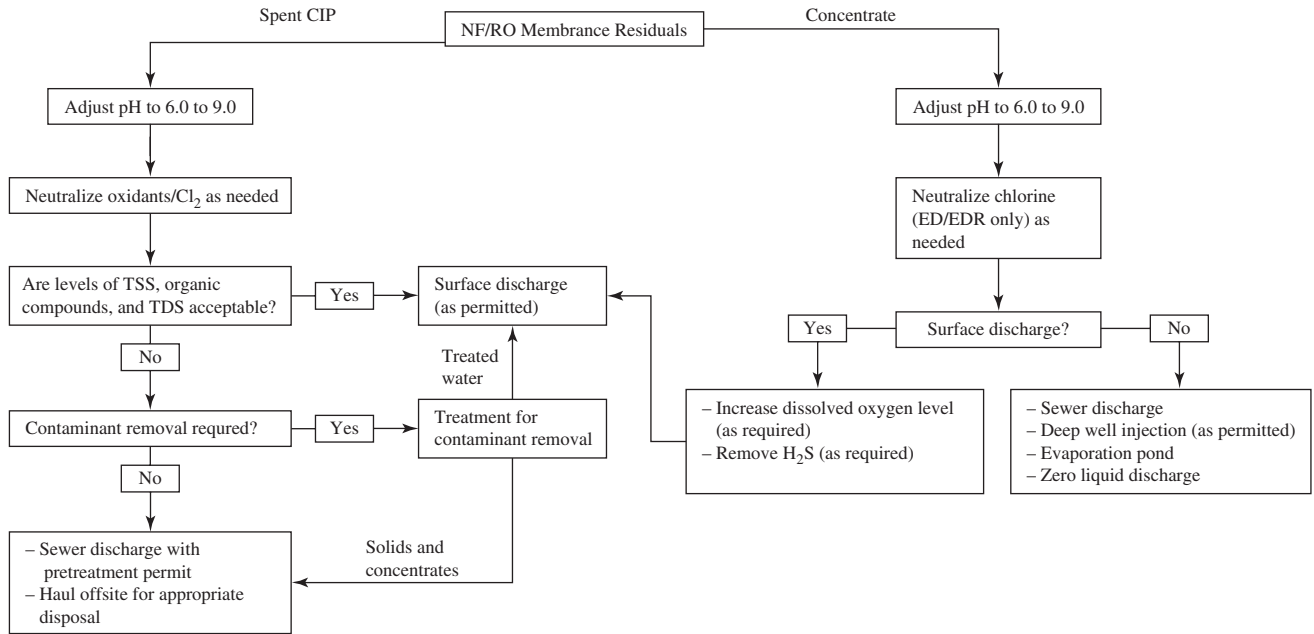 Spent CIP
NF/RO Membrance Residuals
Concentrate
Adjust pH to 6.0 to 9.0
Neutralize oxidants/Cl₂ as needed
Are levels of TSS, organic
compounds, and TDS acceptable?
Yes
Surface discharge
(as permitted)
No
Contaminant removal requred?
Yes
Treatment for
contaminant removal
Treated
water
No
– Sewer discharge with
pretreatment permit
– Haul offsite for appropriate
disposal
Solids and
concentrates
Adjust pH to 6.0 to 9.0
Neutralize chlorine
(ED/EDR only) as
needed
Surface discharge?
Yes
No
– Increase dissolved oxygen level
(as required)
– Remove H₂S (as required)
– Sewer discharge
– Deep well injection (as permitted)
– Evaporation pond
– Zero liquid discharge